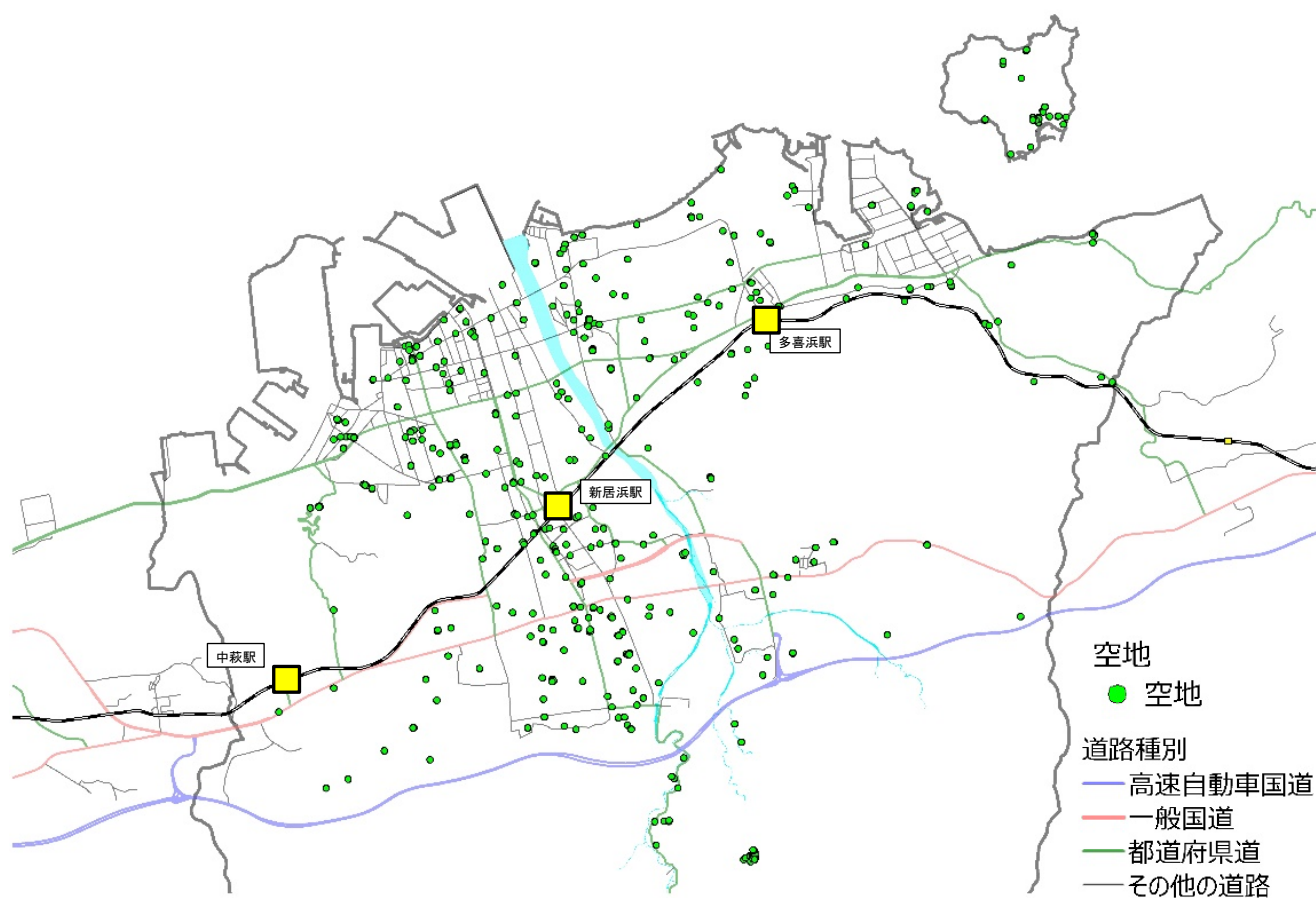 多喜浜駅
新居浜駅
中萩駅
空地
空地
道路種別
高速自動車国道
一般国道
都道府県道
その他の道路